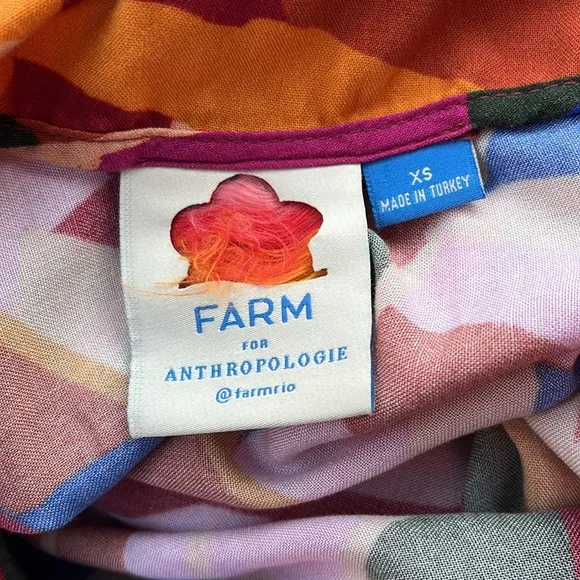 XS
MADE IN TURKEY
FARM
FOR
ANTHROPOLOGIE
@farmrio